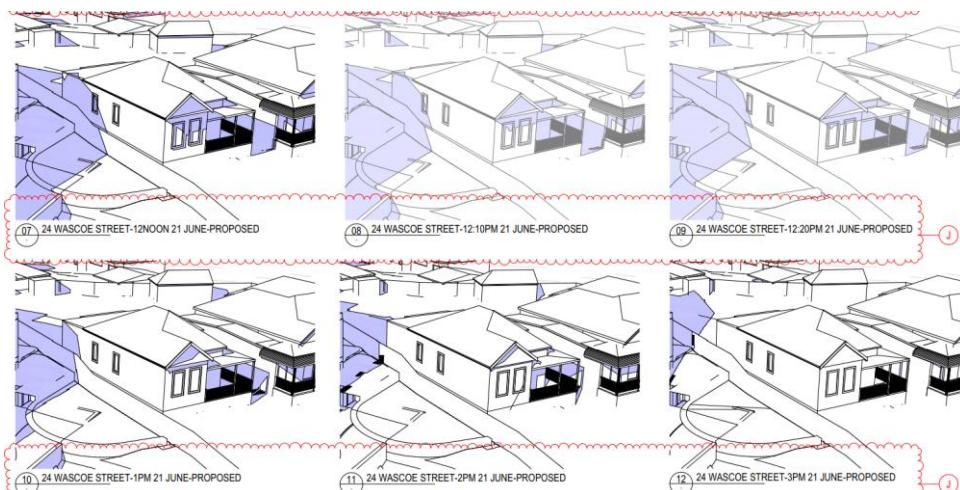 07 24 WASCOE STREET-12NOON 21 JUNE-PROPOSED
08 24 WASCOE STREET-12:10PM 21 JUNE-PROPOSED
09 24 WASCOE STREET-12:20PM 21 JUNE-PROPOSED
J
10 24 WASCOE STREET-1PM 21 JUNE-PROPOSED
11 24 WASCOE STREET-2PM 21 JUNE-PROPOSED
12 24 WASCOE STREET-3PM 21 JUNE-PROPOSED
J